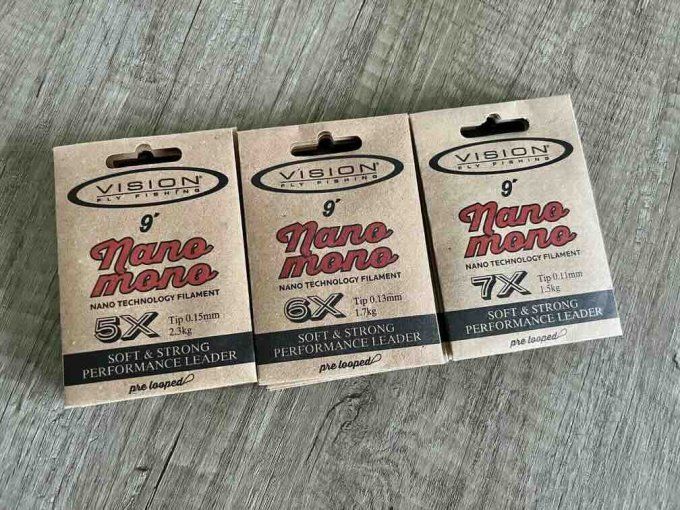 VISION®
FLY FISHING
9'
Nano
mono
NANO TECHNOLOGY FILAMENT
5X Tip 0.15mm
2.3kg
SOFT & STRONG
PERFORMANCE LEADER
pre looped
VISION®
FLY FISHING
9'
Nano
mono
NANO TECHNOLOGY FILAMENT
6X Tip 0.13mm
1.7kg
SOFT & STRONG
PERFORMANCE LEADER
pre looped
VISION®
FLY FISHING
9'
Nano
mono
NANO TECHNOLOGY FILAMENT
7X Tip 0.11mm
1.5kg
SOFT & STRONG
PERFORMANCE LEADER
pre looped